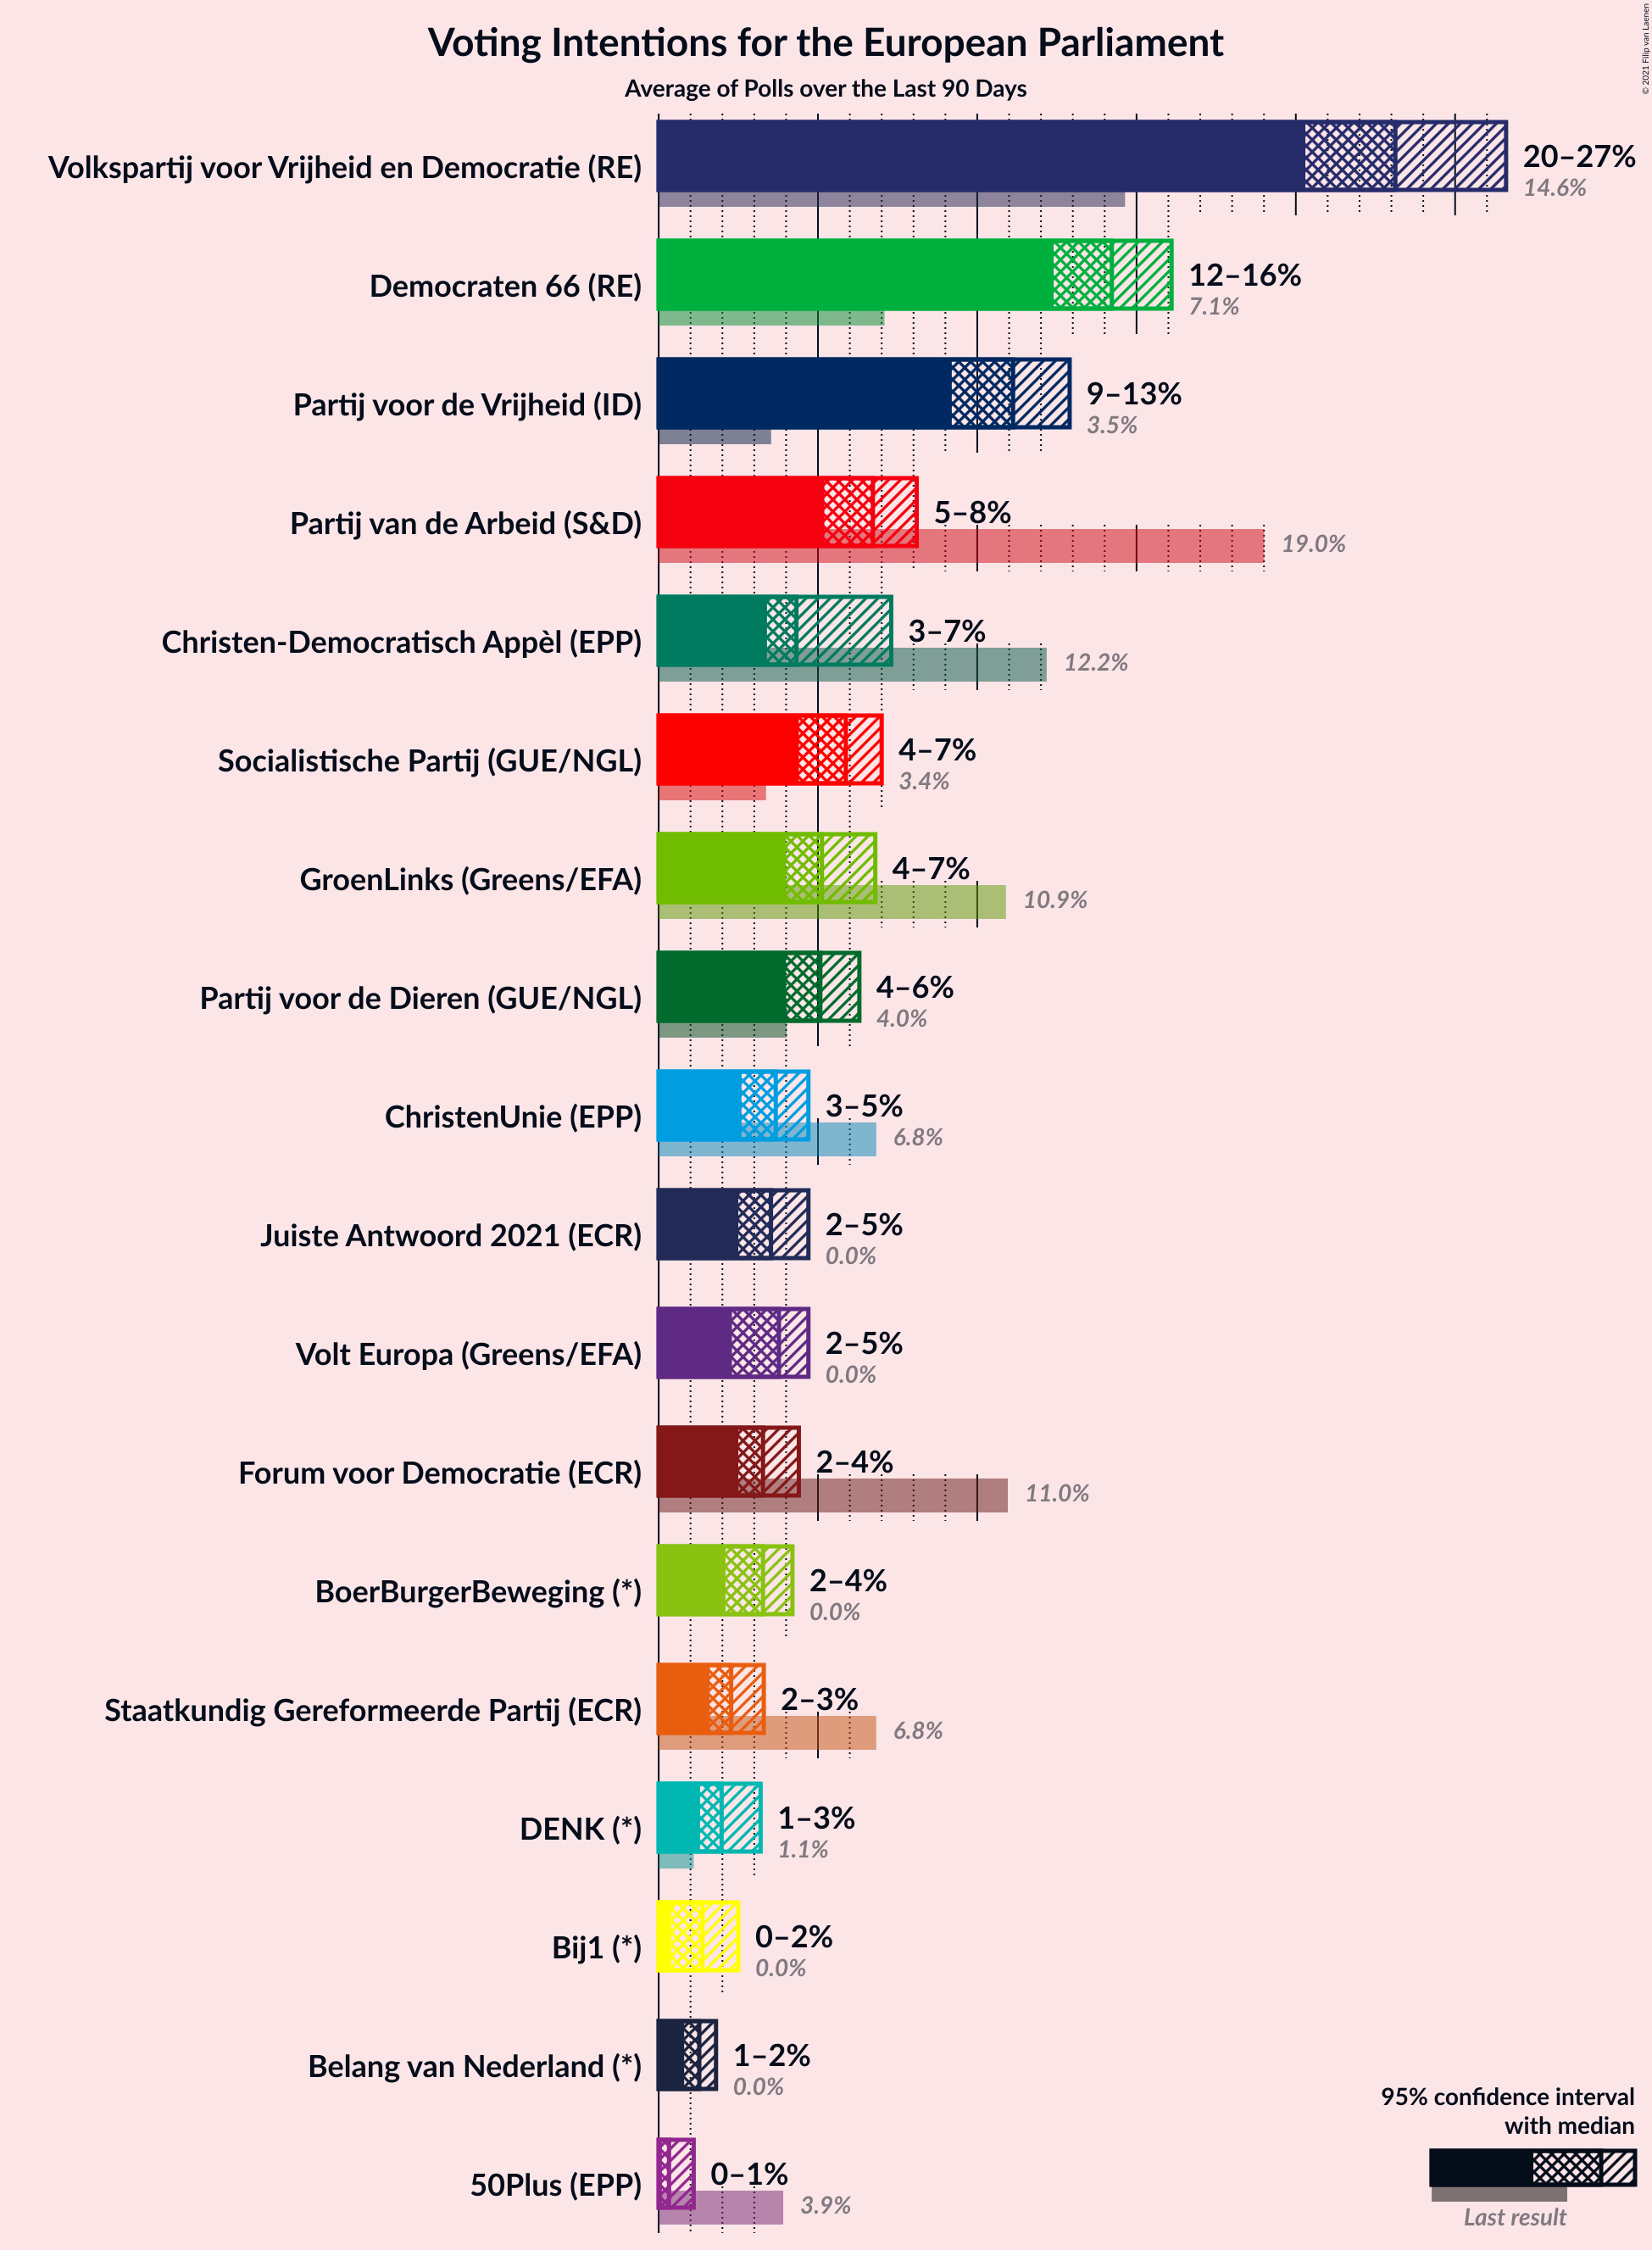 © 2021 Filip van Laenen
Voting Intentions for the European Parliament
Average of Polls over the Last 90 Days
Volkspartij voor Vrijheid en Democratie (RE)
20–27%
14.6%
Democraten 66 (RE)
12–16%
7.1%
Partij voor de Vrijheid (ID)
9–13%
3.5%
Partij van de Arbeid (S&D)
5–8%
19.0%
Christen-Democratisch Appèl (EPP)
3–7%
12.2%
Socialistische Partij (GUE/NGL)
4–7%
3.4%
GroenLinks (Greens/EFA)
4–7%
10.9%
Partij voor de Dieren (GUE/NGL)
4–6%
4.0%
ChristenUnie (EPP)
3–5%
6.8%
Juiste Antwoord 2021 (ECR)
2–5%
0.0%
Volt Europa (Greens/EFA)
2–5%
0.0%
Forum voor Democratie (ECR)
2–4%
11.0%
BoerBurgerBeweging (*)
2–4%
0.0%
Staatkundig Gereformeerde Partij (ECR)
2–3%
6.8%
DENK (*)
1–3%
1.1%
Bij1 (*)
0–2%
0.0%
Belang van Nederland (*)
1–2%
0.0%
50Plus (EPP)
0–1%
3.9%
95% confidence interval
with median
Last result